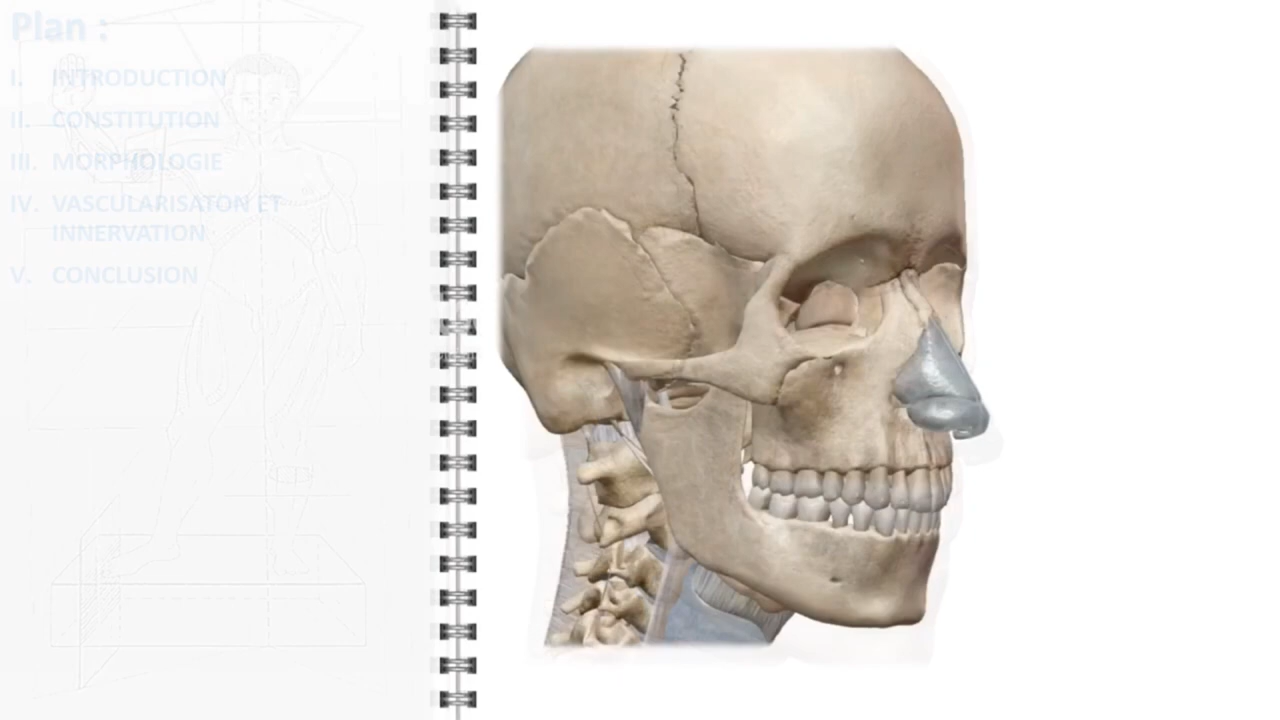 Plan :
I. INTRODUCTION
II. CONSTITUTION
III. MORPHOLOGIE
IV. VASCULARISATON ET
INNERVATION
V. CONCLUSION